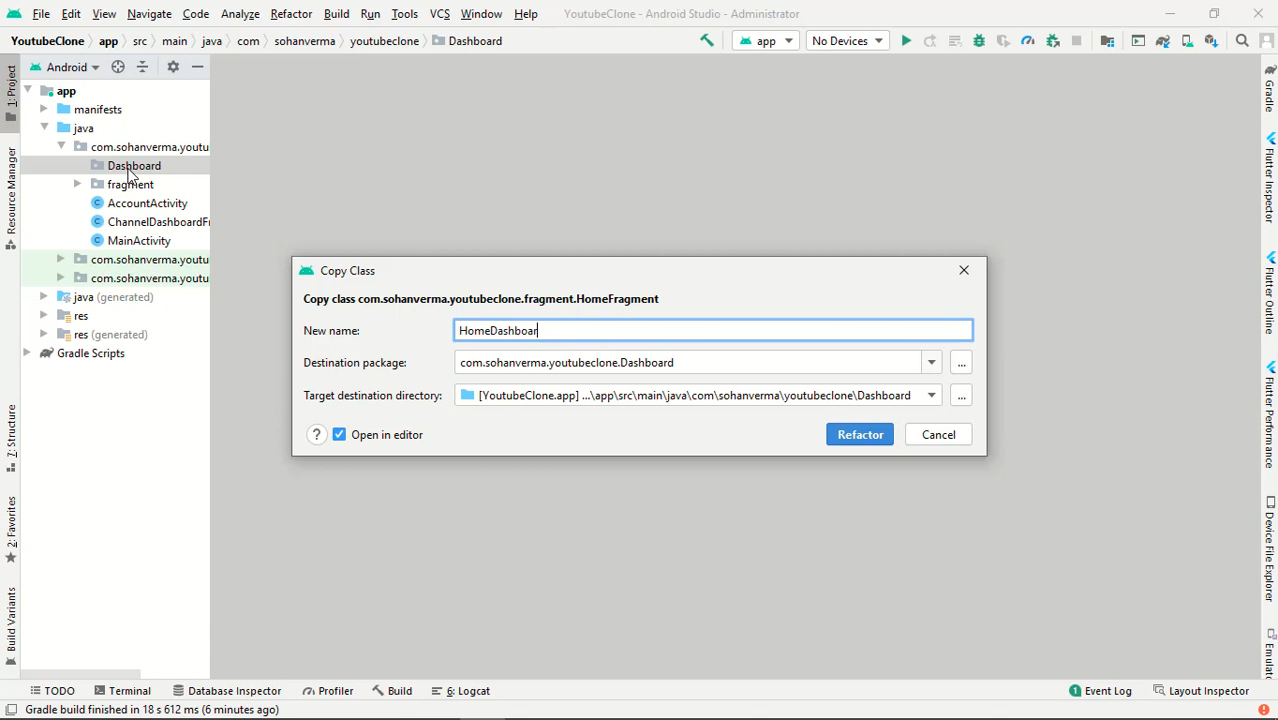 File Edit View Navigate Code Analyze Refactor Build Run Tools VCS Window Help YoutubeClone - Android Studio - Administrator
YoutubeClone app src main java com sohanverma youtubeclone Dashboard app No Devices
Android
1: Project
Resource Manager
Z: Structure
2: Favorites
Build Variants
app
manifests
java
com.sohanverma.youtu
Dashboard
fragment
AccountActivity
ChannelDashboardFr
MainActivity
com.sohanverma.youtu
com.sohanverma.youtu
java (generated)
res
res (generated)
Gradle Scripts
Copy Class
Copy class com.sohanverma.youtubeclone.fragment.HomeFragment
New name: HomeDashboar
Destination package: com.sohanverma.youtubeclone.Dashboard ...
Target destination directory: [YoutubeClone.app] ...\app\src\main\java\com\sohanverma\youtubeclone\Dashboard ...
? Open in editor Refactor Cancel
Gradle
Flutter Inspector
Flutter Outline
Flutter Performance
Device File Explorer
Emulato
TODO Terminal Database Inspector Profiler Build 6: Logcat 1 Event Log Layout Inspector
Gradle build finished in 18 s 612 ms (6 minutes ago)